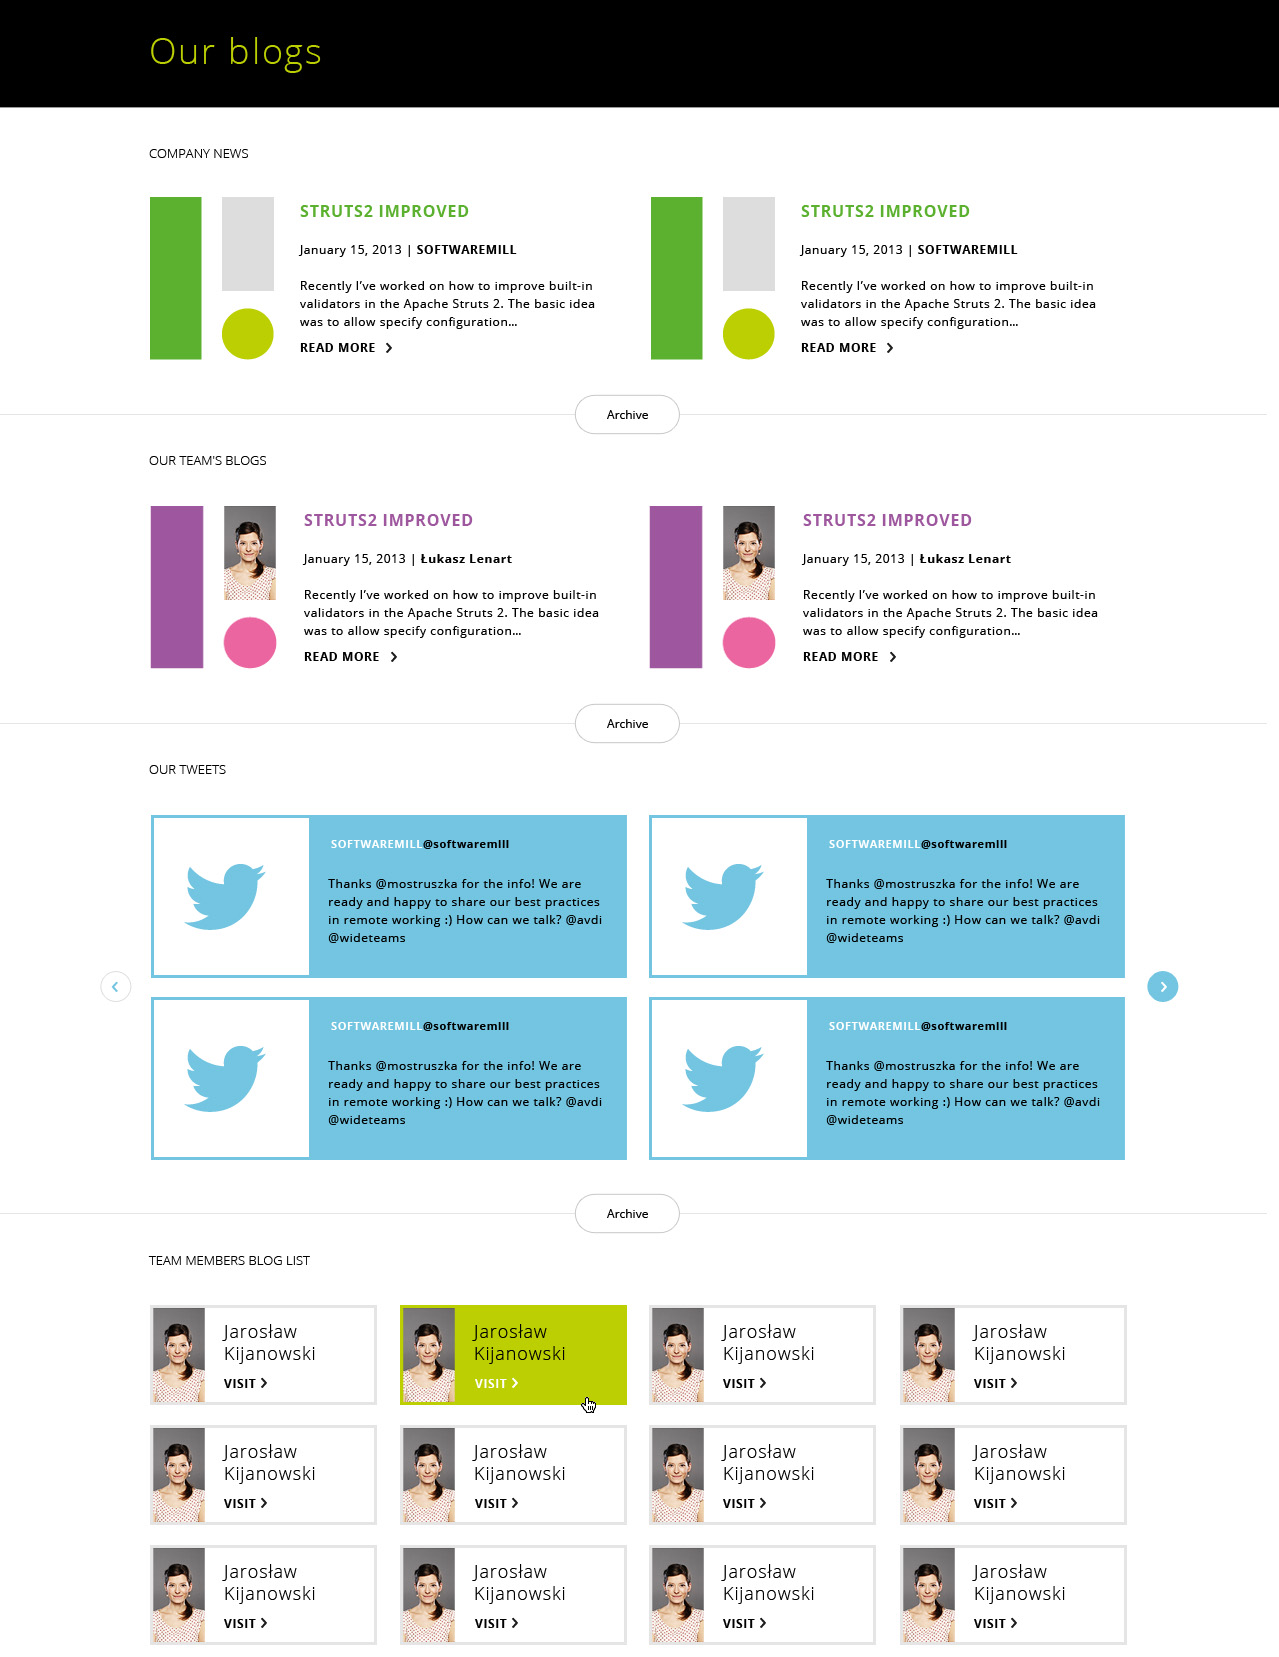 Our blogs
COMPANY NEWS
STRUTS2 IMPROVED
January 15, 2013 | SOFTWAREMILL
Recently I've worked on how to improve built-in
validators in the Apache Struts 2. The basic idea
was to allow specify configuration...
READ MORE
STRUTS2 IMPROVED
January 15, 2013 | SOFTWAREMILL
Recently I've worked on how to improve built-in
validators in the Apache Struts 2. The basic idea
was to allow specify configuration...
READ MORE
Archive
OUR TEAM'S BLOGS
STRUTS2 IMPROVED
January 15, 2013 | Łukasz Lenart
Recently I've worked on how to improve built-in
validators in the Apache Struts 2. The basic idea
was to allow specify configuration...
READ MORE
STRUTS2 IMPROVED
January 15, 2013 | Łukasz Lenart
Recently I've worked on how to improve built-in
validators in the Apache Struts 2. The basic idea
was to allow specify configuration...
READ MORE
Archive
OUR TWEETS
SOFTWAREMILL@softwaremill
Thanks @mostruszka for the info! We are
ready and happy to share our best practices
in remote working :) How can we talk? @avdi
@wideteams
SOFTWAREMILL@softwaremill
Thanks @mostruszka for the info! We are
ready and happy to share our best practices
in remote working :) How can we talk? @avdi
@wideteams
SOFTWAREMILL@softwaremill
Thanks @mostruszka for the info! We are
ready and happy to share our best practices
in remote working :) How can we talk? @avdi
@wideteams
SOFTWAREMILL@softwaremill
Thanks @mostruszka for the info! We are
ready and happy to share our best practices
in remote working :) How can we talk? @avdi
@wideteams
Archive
TEAM MEMBERS BLOG LIST
Jarosław
Kijanowski
VISIT
Jarosław
Kijanowski
VISIT
Jarosław
Kijanowski
VISIT
Jarosław
Kijanowski
VISIT
Jarosław
Kijanowski
VISIT
Jarosław
Kijanowski
VISIT
Jarosław
Kijanowski
VISIT
Jarosław
Kijanowski
VISIT
Jarosław
Kijanowski
VISIT
Jarosław
Kijanowski
VISIT
Jarosław
Kijanowski
VISIT
Jarosław
Kijanowski
VISIT